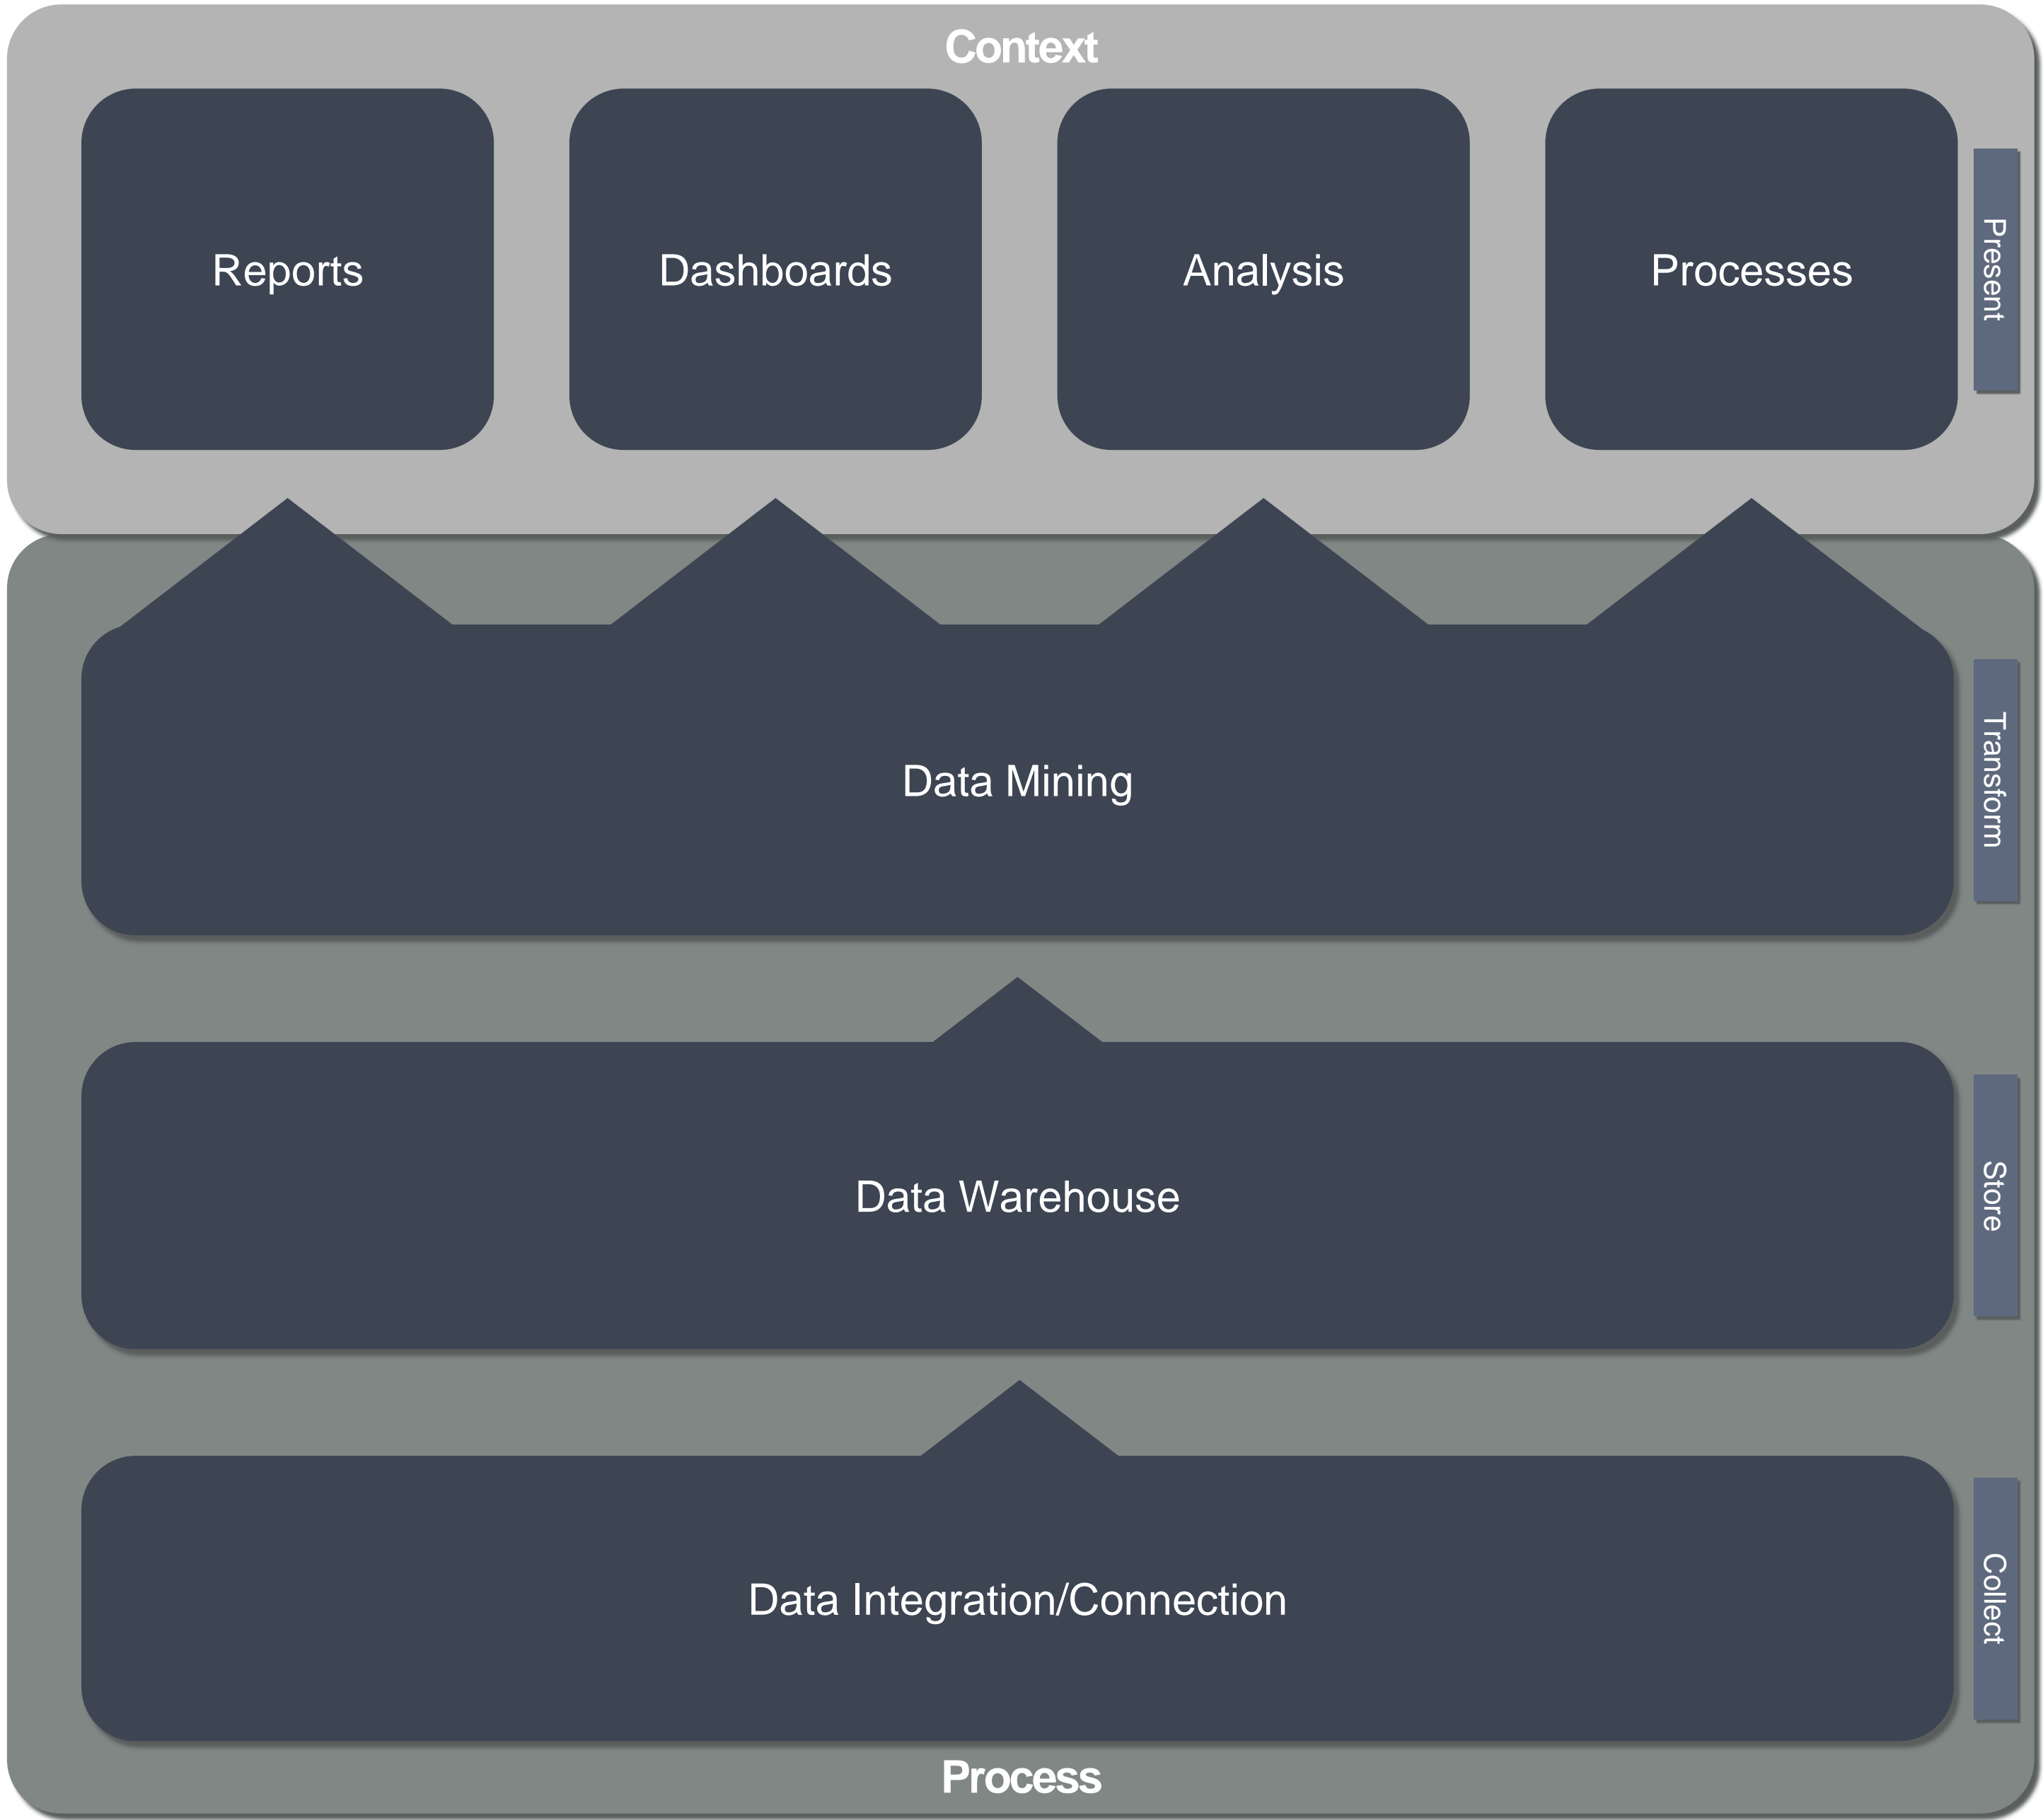 Context
Reports
Dashboards
Analysis
Processes
Present
Data Mining
Transform
Data Warehouse
Store
Data Integration/Connection
Collect
Process